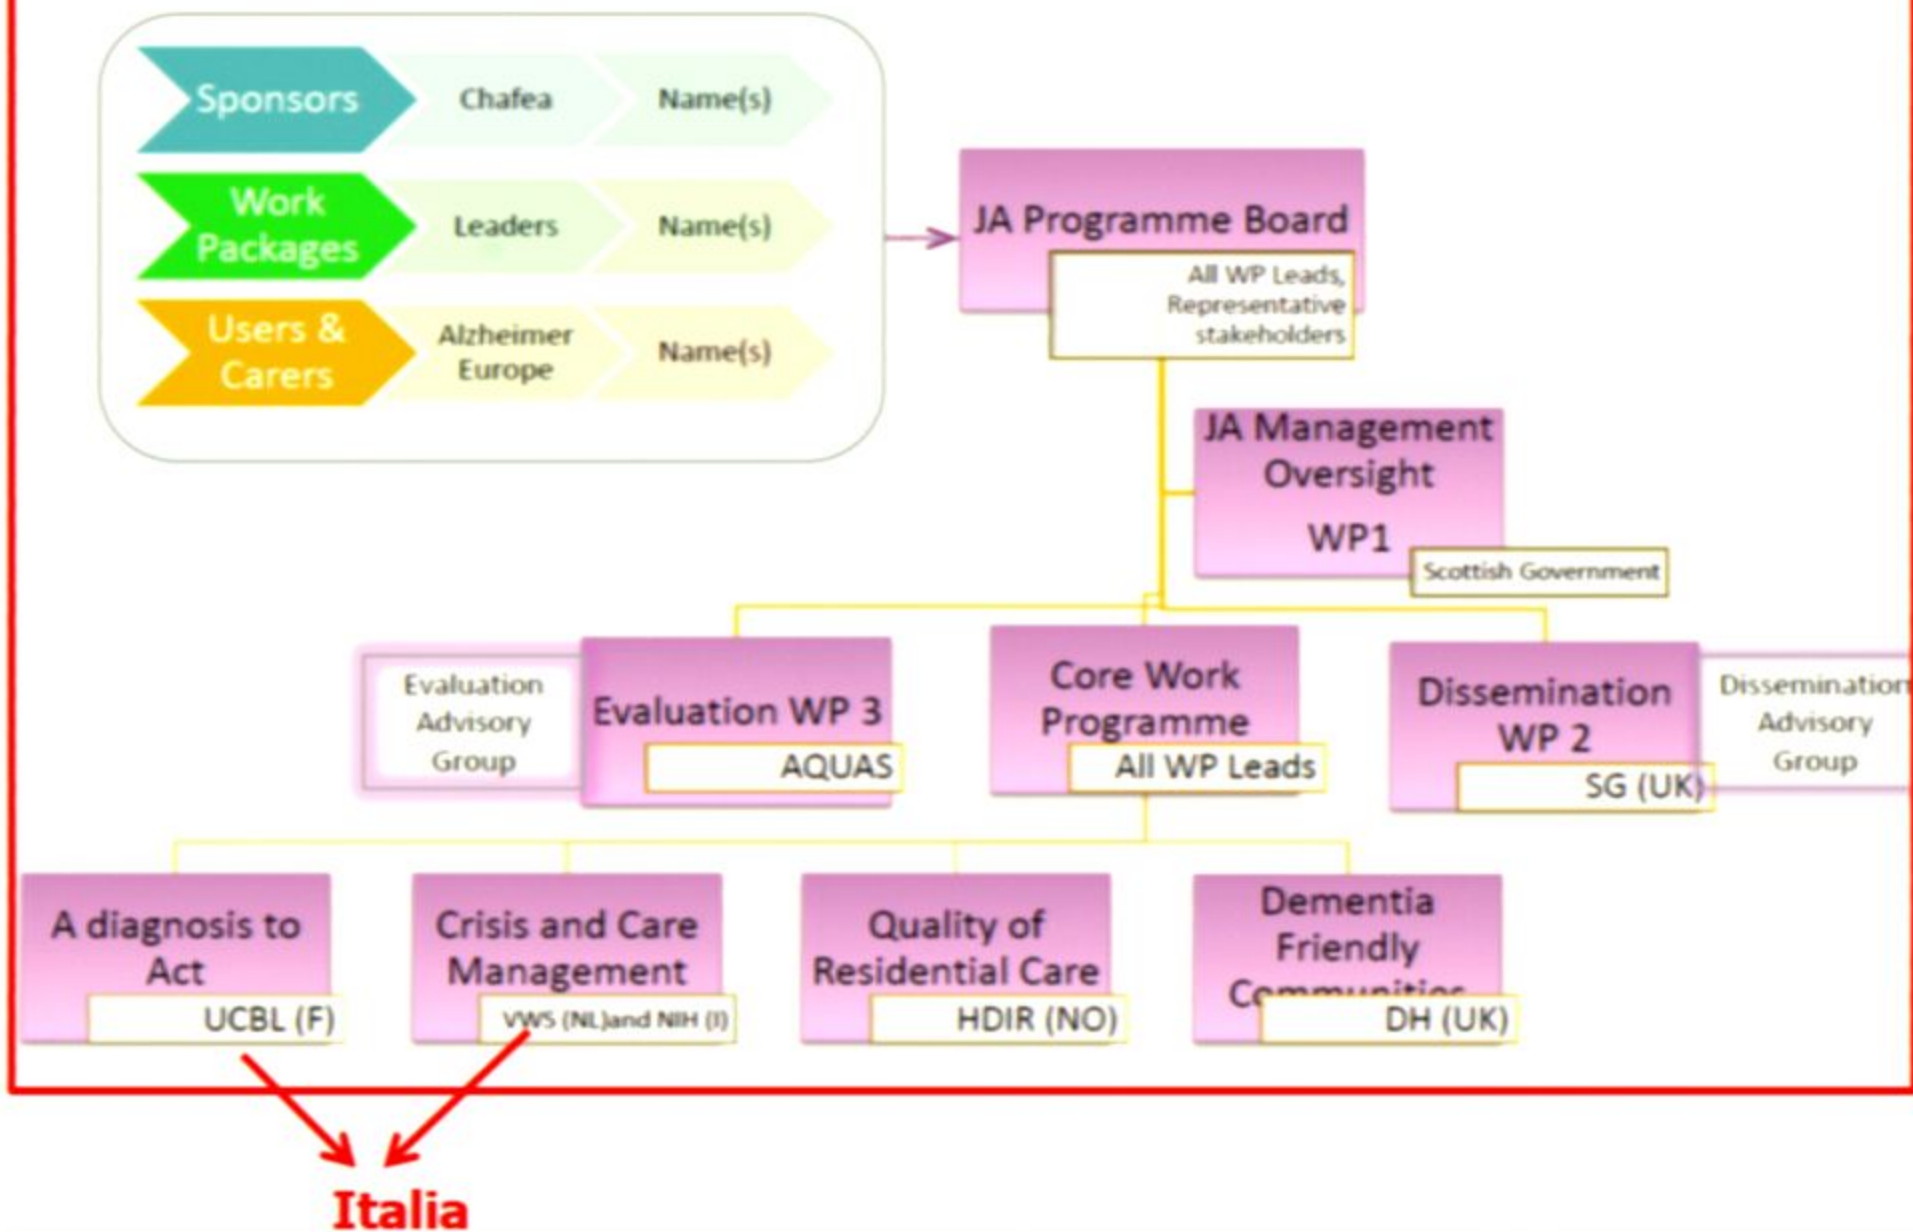 Sponsors
Chafea
Name(s)
Work
Packages
Leaders
Name(s)
Users &
Carers
Alzheimer
Europe
Name(s)
JA Programme Board
All WP Leads,
Representative
stakeholders
JA Management
Oversight
WP1
Scottish Government
Evaluation
Advisory
Group
Evaluation WP 3
AQUAS
Core Work
Programme
All WP Leads
Dissemination
WP 2
SG (UK)
Dissemination
Advisory
Group
A diagnosis to
Act
UCBL (F)
Crisis and Care
Management
VWS (NL)and NIH (I)
Quality of
Residential Care
HDIR (NO)
Dementia
Friendly
Communities
DH (UK)
Italia